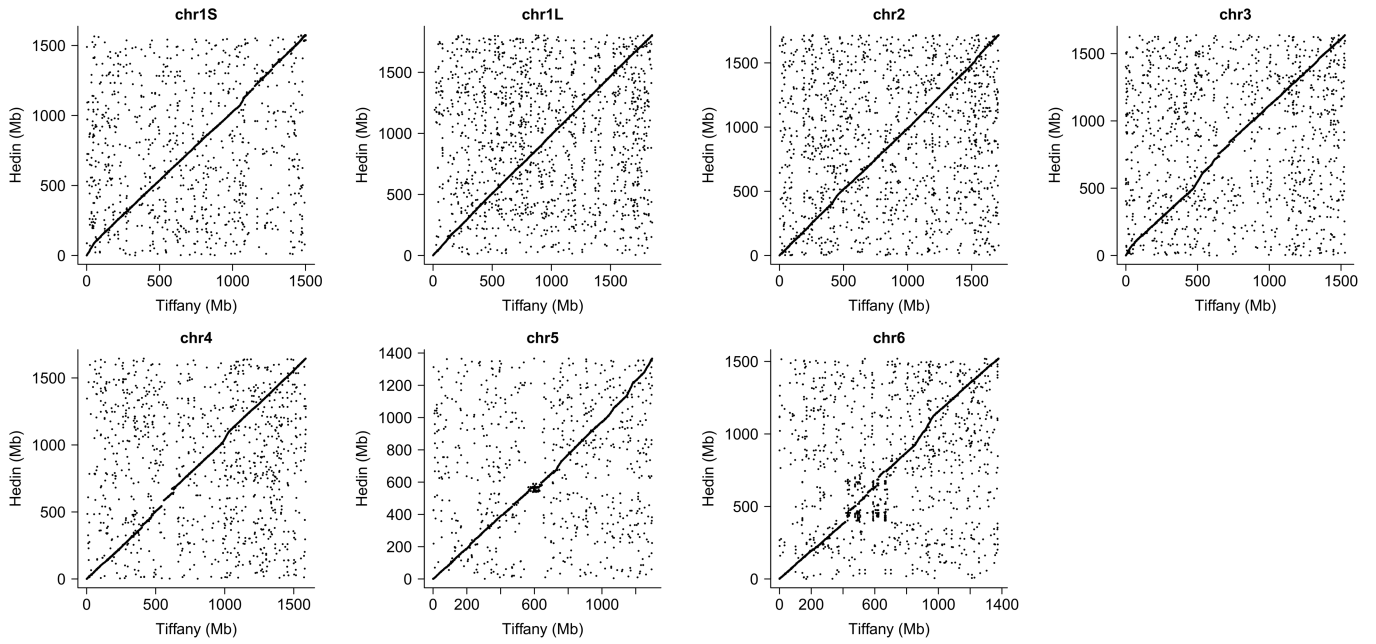 chr1S
chr1L
chr2
chr3
1500
1000
500
0
Hedin (Mb)
0 500 1000 1500
Tiffany (Mb)
1500
1000
500
0
Hedin (Mb)
0 500 1000 1500
Tiffany (Mb)
1500
1000
500
0
Hedin (Mb)
0 500 1000 1500
Tiffany (Mb)
1500
1000
500
0
Hedin (Mb)
0 500 1000 1500
Tiffany (Mb)
chr4
chr5
chr6
1500
1000
500
0
Hedin (Mb)
0 500 1000 1500
Tiffany (Mb)
1400
1200
1000
800
600
400
200
0
Hedin (Mb)
0 200 600 1000
Tiffany (Mb)
1500
1000
500
0
Hedin (Mb)
0 200 600 1000 1400
Tiffany (Mb)